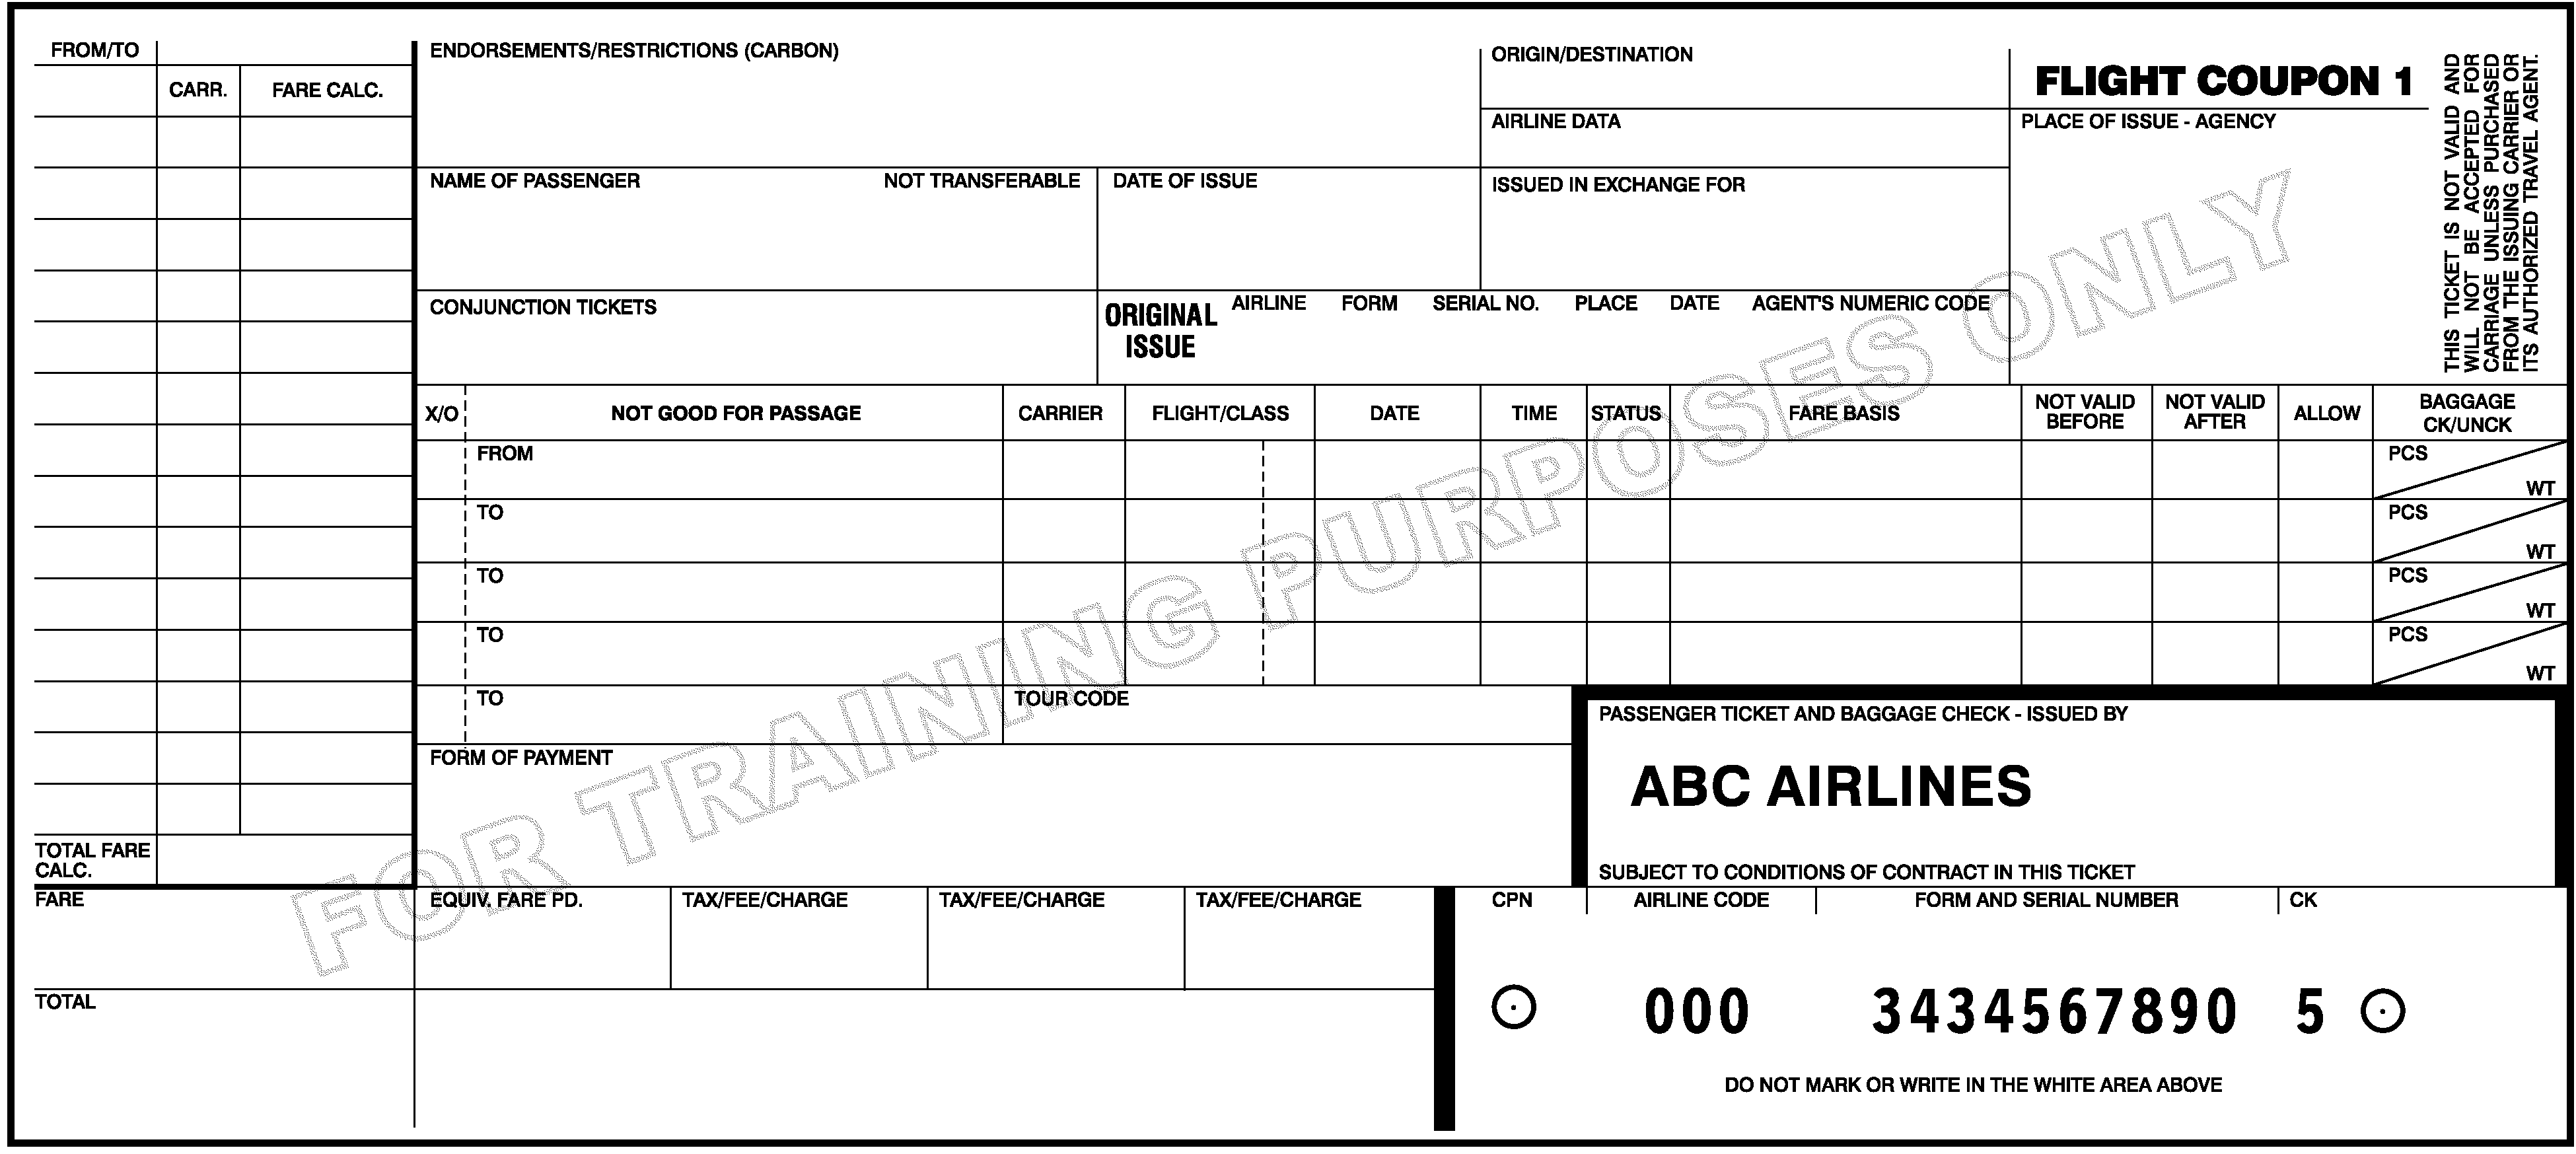 FROM/TO
CARR. FARE CALC.
TOTAL FARE
CALC.
ENDORSEMENTS/RESTRICTIONS (CARBON)
ORIGIN/DESTINATION
AIRLINE DATA
FLIGHT COUPON 1
PLACE OF ISSUE - AGENCY
THIS TICKET IS NOT VALID AND
WILL NOT BE ACCEPTED FOR
CARRIAGE UNLESS PURCHASED
FROM THE ISSUING CARRIER OR
ITS AUTHORIZED TRAVEL AGENT.
NAME OF PASSENGER NOT TRANSFERABLE DATE OF ISSUE ISSUED IN EXCHANGE FOR
CONJUNCTION TICKETS
ORIGINAL
ISSUE
AIRLINE FORM SERIAL NO. PLACE DATE AGENT'S NUMERIC CODE
X/O NOT GOOD FOR PASSAGE CARRIER FLIGHT/CLASS DATE TIME STATUS FARE BASIS
NOT VALID
BEFORE
NOT VALID
AFTER
ALLOW
BAGGAGE
CK/UNCK
FROM PCS
WT
TO PCS
WT
TO PCS
WT
TO PCS
WT
TO TOUR CODE
FORM OF PAYMENT
PASSENGER TICKET AND BAGGAGE CHECK - ISSUED BY
ABC AIRLINES
SUBJECT TO CONDITIONS OF CONTRACT IN THIS TICKET
FARE EQUIV. FARE PD. TAX/FEE/CHARGE TAX/FEE/CHARGE TAX/FEE/CHARGE
TOTAL
CPN AIRLINE CODE FORM AND SERIAL NUMBER CK
000 3434567890 5
DO NOT MARK OR WRITE IN THE WHITE AREA ABOVE
FOR TRAINING PURPOSES ONLY